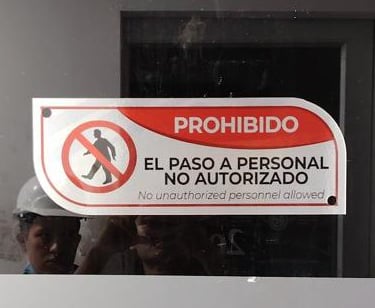 PROHIBIDO
EL PASO A PERSONAL
NO AUTORIZADO
No unauthorized personnel allowed